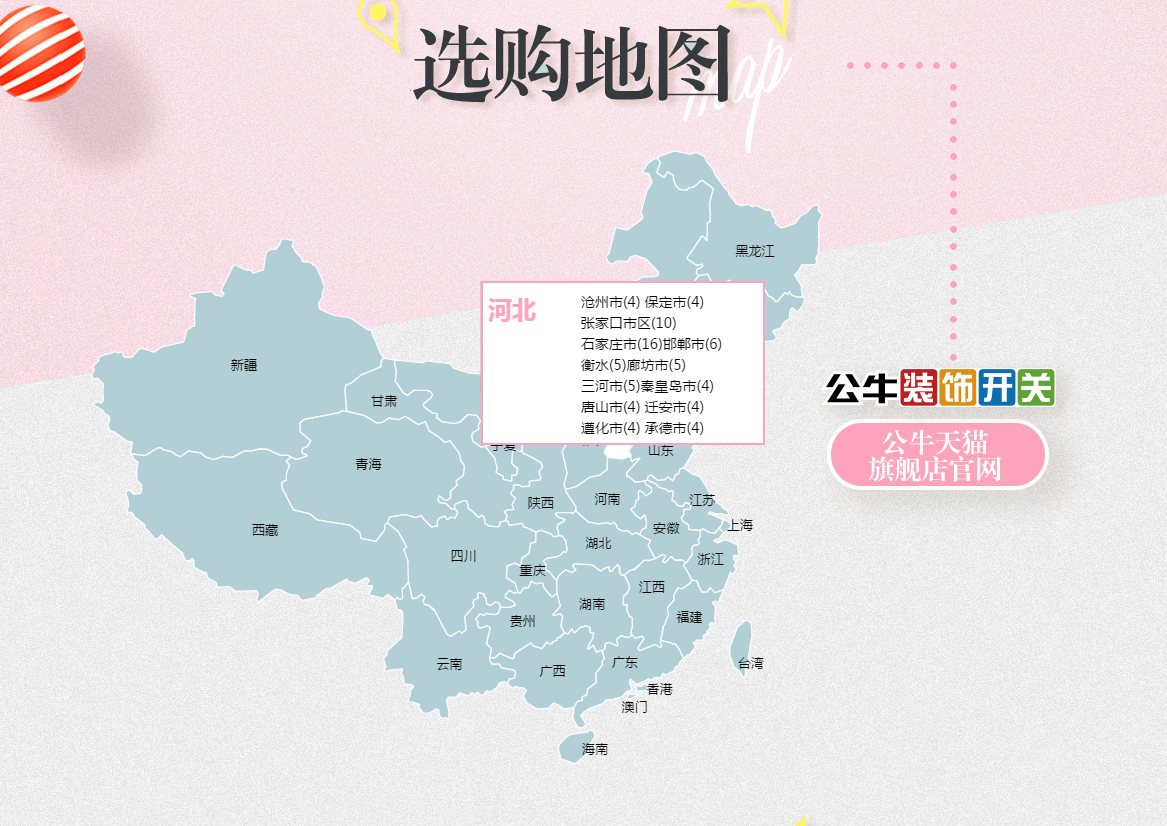 选购地图
map
黑龙江
河北
沧州市(4) 保定市(4)
张家口市区(10)
石家庄市(16)邯郸市(6)
衡水(5)廊坊市(5)
三河市(5)秦皇岛市(4)
唐山市(4) 迁安市(4)
遵化市(4) 承德市(4)
新疆
公牛装饰开关
甘肃
公牛天猫
旗舰店官网
宁夏
山东
青海
陕西
河南
江苏
西藏
安徽
上海
四川
湖北
浙江
重庆
江西
湖南
贵州
福建
云南
广西
广东
台湾
香港
澳门
海南